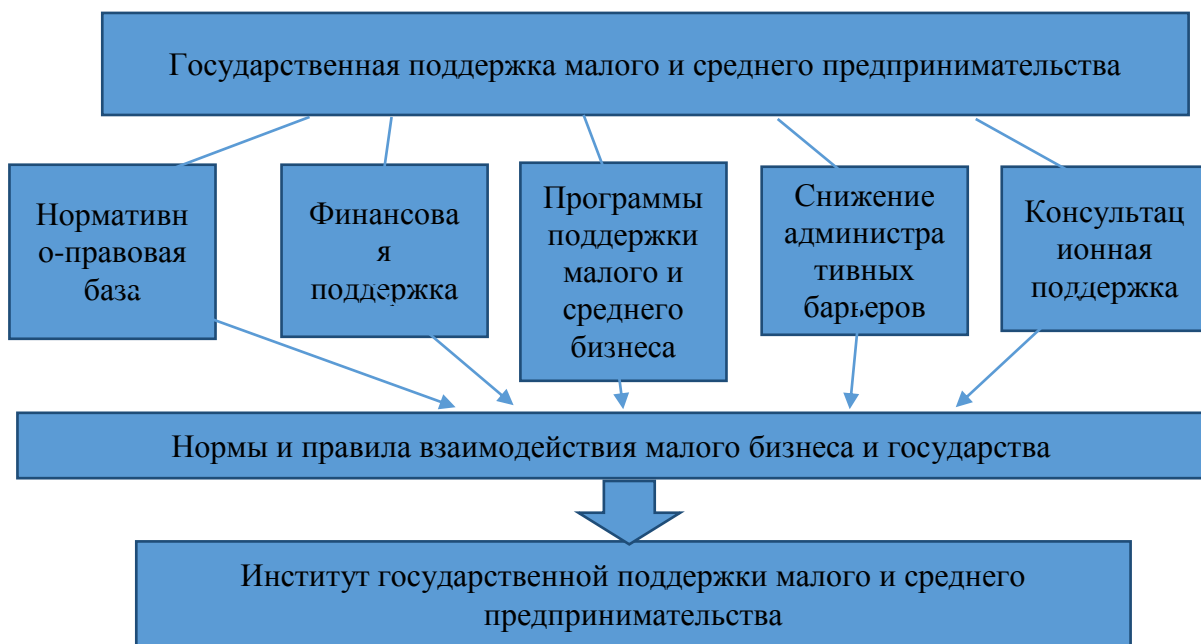 Государственная поддержка малого и среднего предпринимательства
Нормативн
о-правовая
база
Финансова
я
поддержка
Программы
поддержки
малого и
среднего
бизнеса
Снижение
администра
тивных
барьеров
Консультац
ионная
поддержка
Нормы и правила взаимодействия малого бизнеса и государства
Институт государственной поддержки малого и среднего
предпринимательства